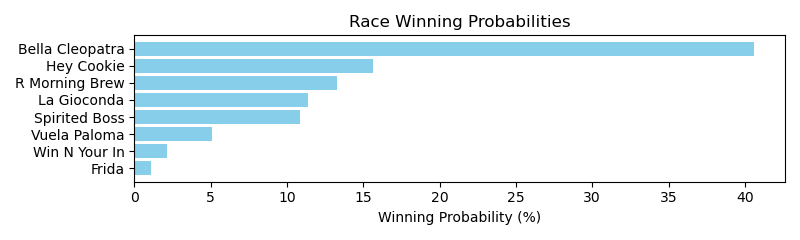 Race Winning Probabilities
Bella Cleopatra
Hey Cookie
R Morning Brew
La Gioconda
Spirited Boss
Vuela Paloma
Win N Your In
Frida
0 5 10 15 20 25 30 35 40
Winning Probability (%)